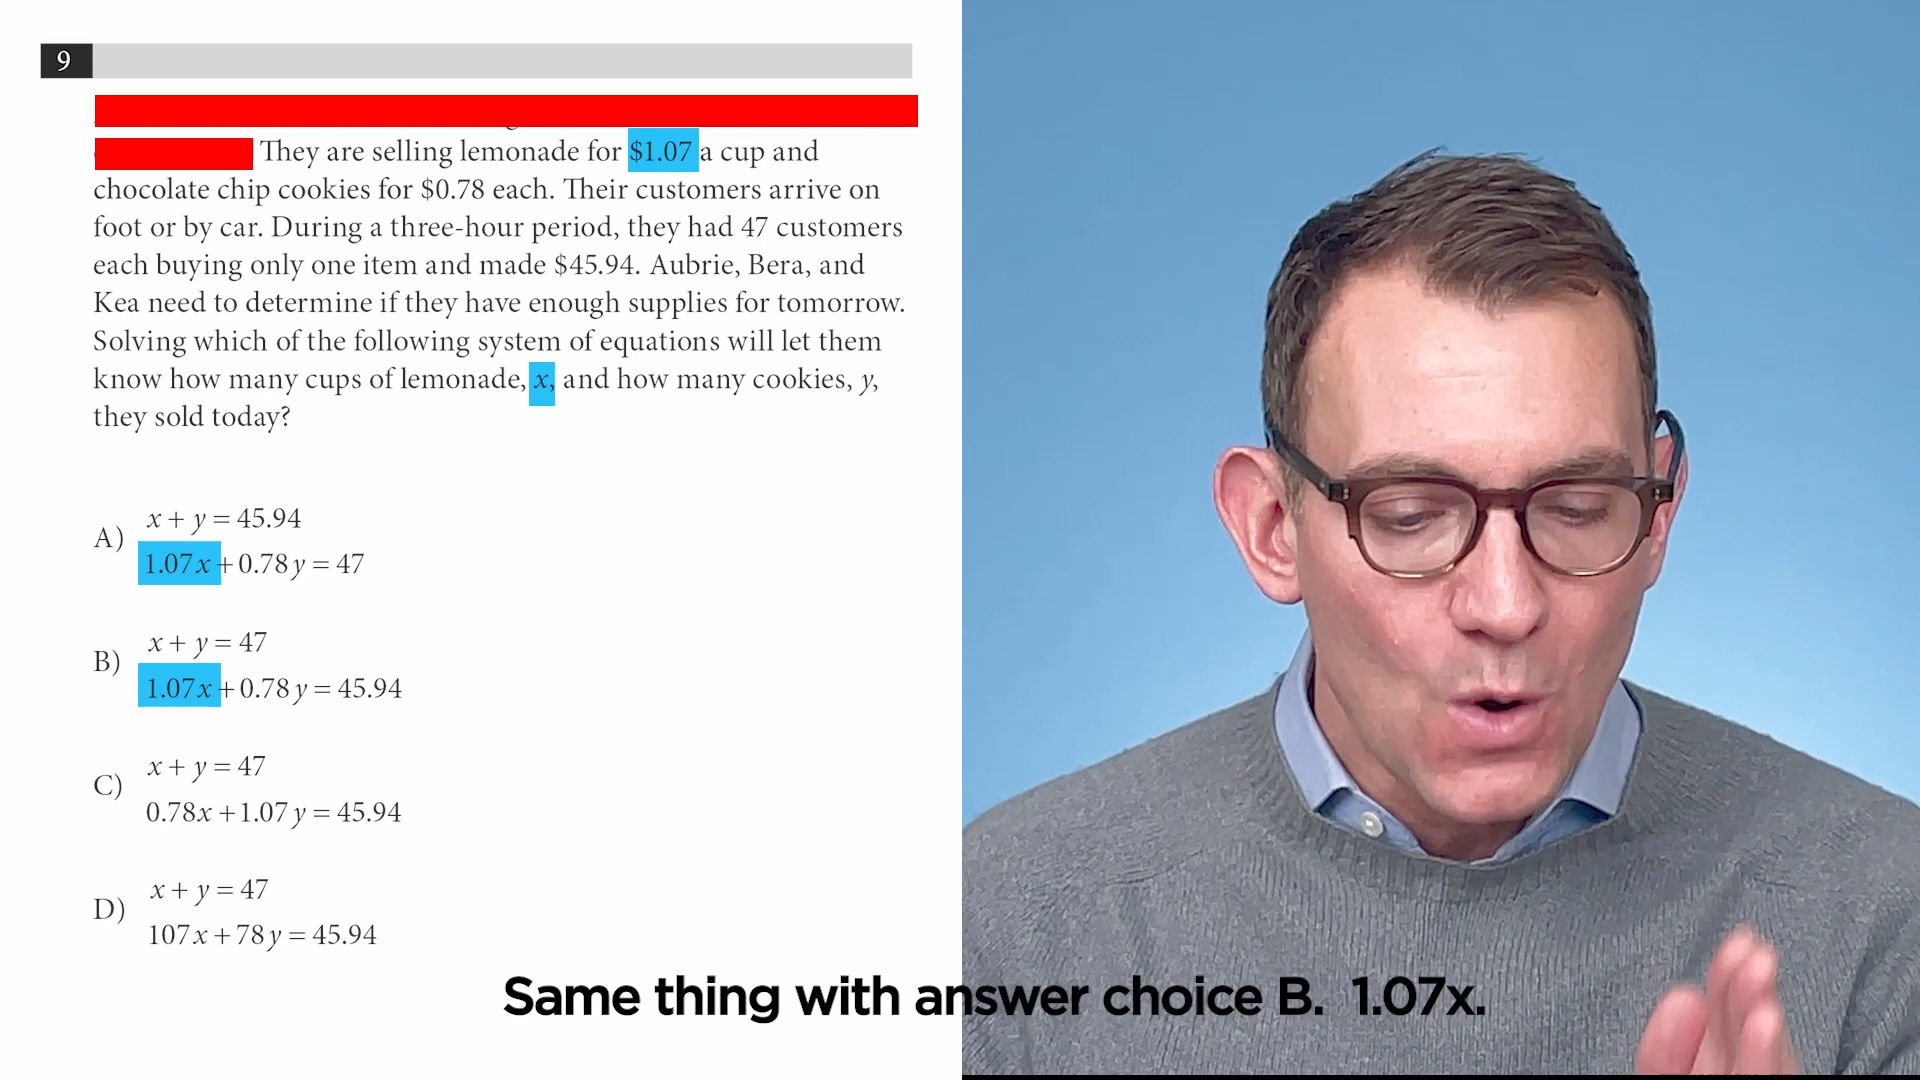 9
They are selling lemonade for $1.07 a cup and
chocolate chip cookies for $0.78 each. Their customers arrive on
foot or by car. During a three-hour period, they had 47 customers
each buying only one item and made $45.94. Aubrie, Bera, and
Kea need to determine if they have enough supplies for tomorrow.
Solving which of the following system of equations will let them
know how many cups of lemonade, x, and how many cookies, y,
they sold today?
A)
x + y = 45.94
1.07x + 0.78y = 47
B)
x + y = 47
1.07x + 0.78y = 45.94
C)
x + y = 47
0.78x + 1.07y = 45.94
D)
x + y = 47
107x + 78y = 45.94
Same thing with answer choice B. 1.07x.